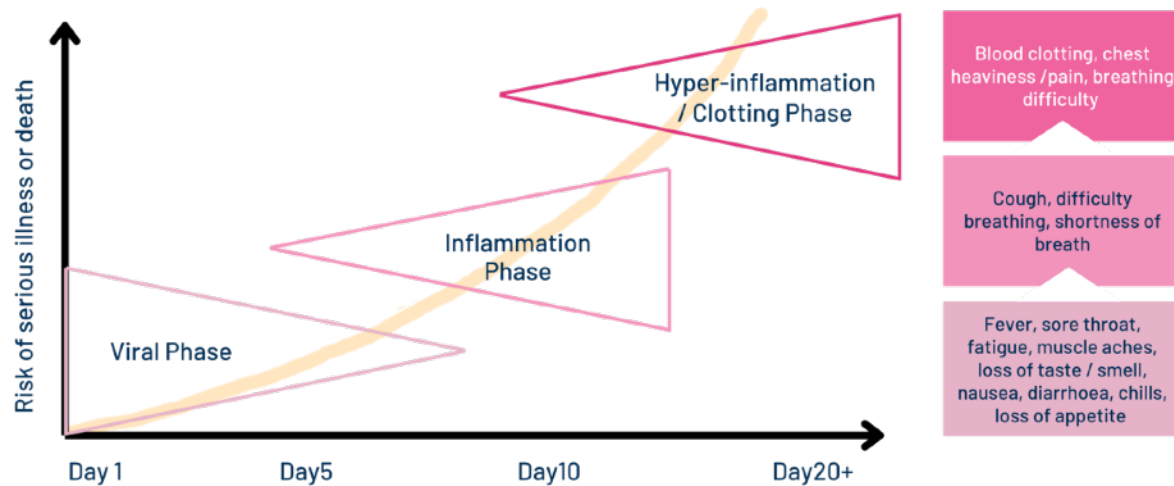 Risk of serious illness or death
Viral Phase
Inflammation
Phase
Hyper-inflammation
/ Clotting Phase
Day 1
Day5
Day10
Day20+
Blood clotting, chest
heaviness /pain, breathing
difficulty
Cough, difficulty
breathing, shortness of
breath
Fever, sore throat,
fatigue, muscle aches,
loss of taste / smell,
nausea, diarrhoea, chills,
loss of appetite